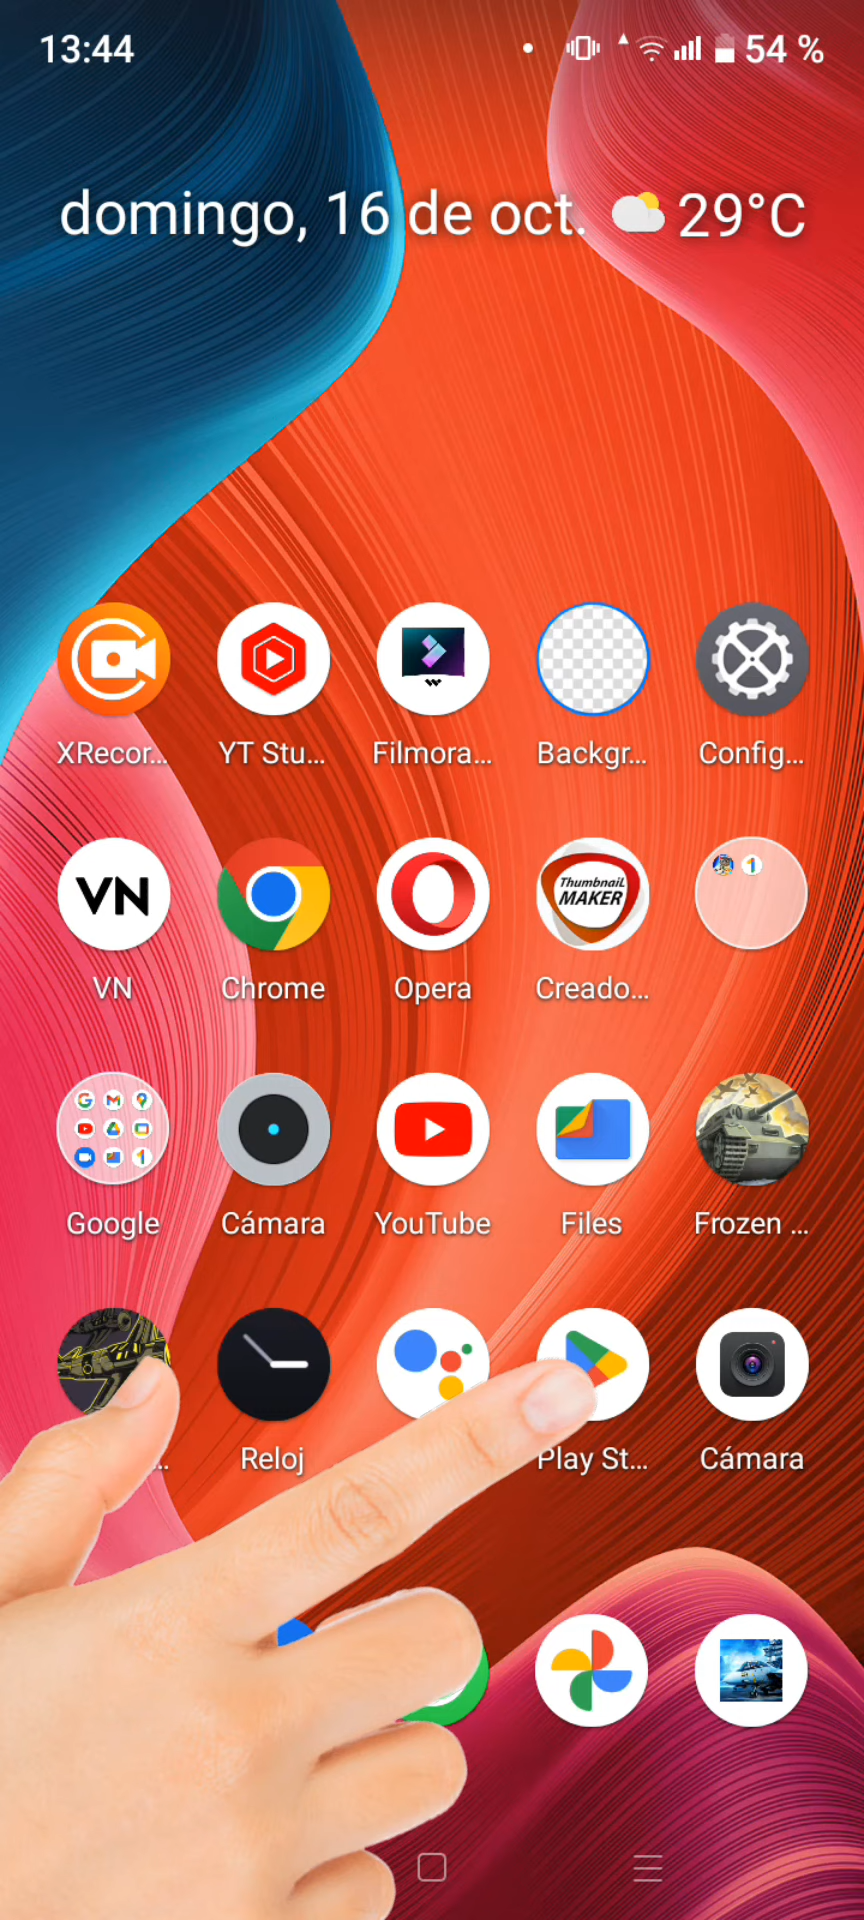 13:44 54 %
domingo, 16 de oct. 29°C
XRecor... YT Stu... Filmora... Backgr... Config...
VN Thumbnail MAKER
VN Chrome Opera Creado...
Google Cámara YouTube Files Frozen ...
... Reloj Play St... Cámara